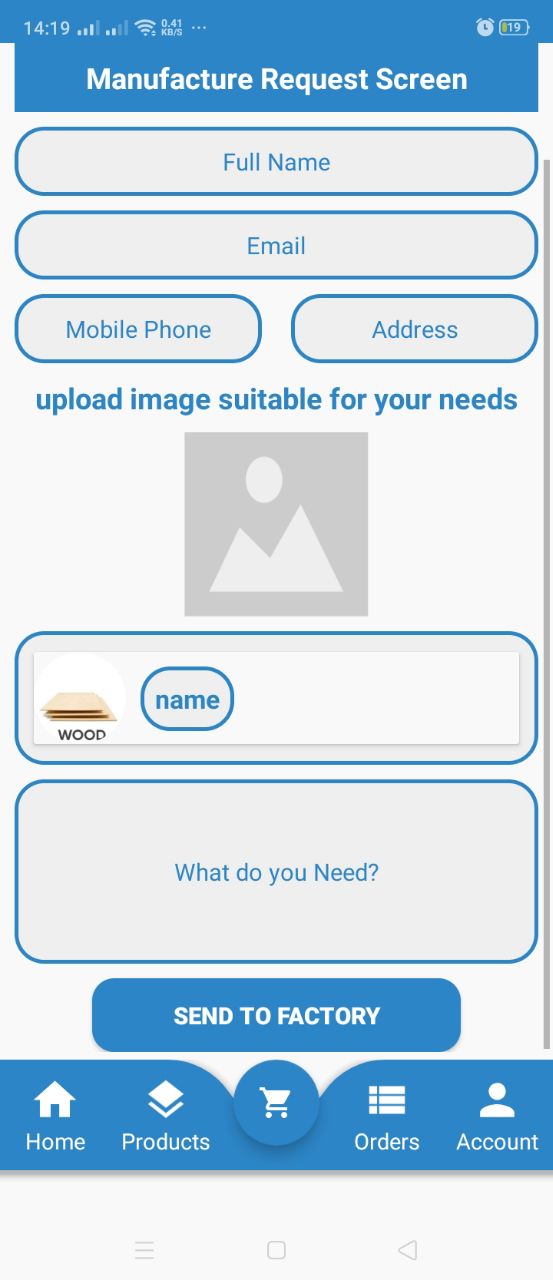 14:19 0.41 KB/S ... 19
Manufacture Request Screen
Full Name
Email
Mobile Phone Address
upload image suitable for your needs
name
WOOD
What do you Need?
SEND TO FACTORY
Home Products Orders Account